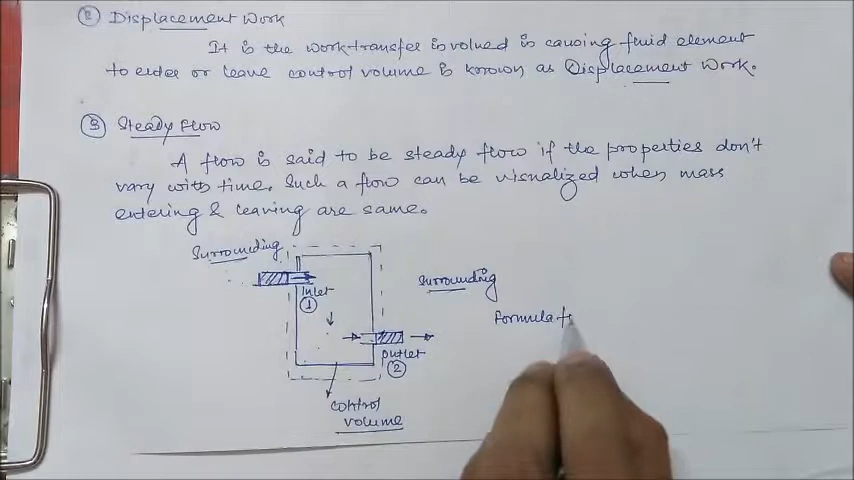 ② Displacement Work
It is the work transfer involved is causing fluid element
to enter or leave control volume is known as Displacement Work.
③ Steady Flow
A flow is said to be steady flow if the properties don't
vary with time. Such a flow can be visualized when mass
entering & leaving are same.
Surrounding
Surrounding
Inlet
①
Formula f
outlet
②
control
volume